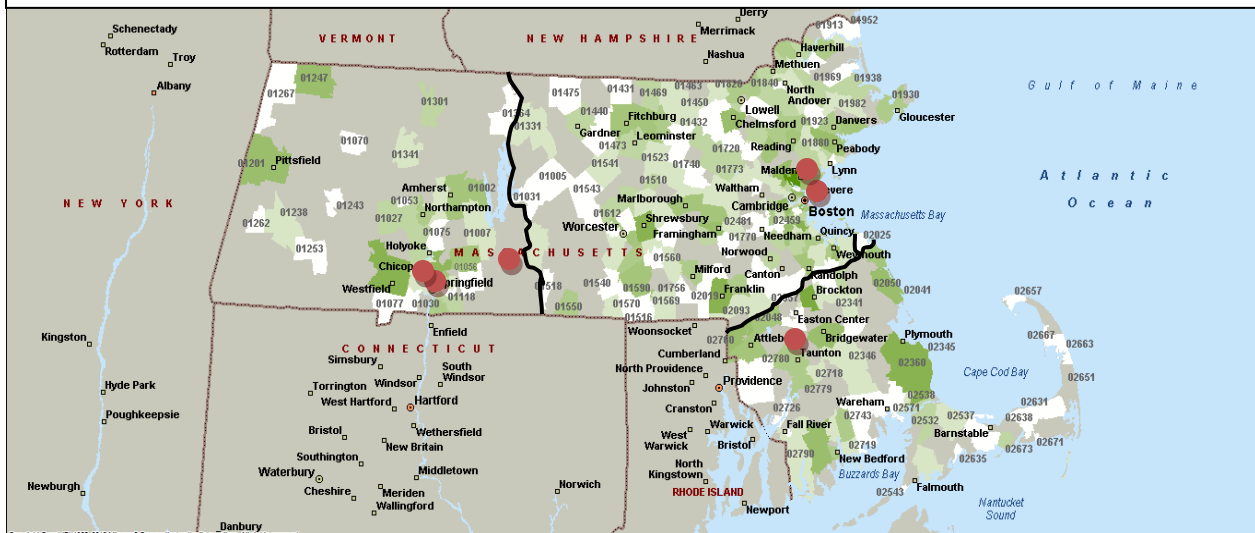 Derry
01913
01952
Schenectady
Merrimack
VERMONT
NEW HAMPSHIRE
Rotterdam
Troy
Nashua
Haverhill
Methuen
Albany
01247
01267
01475
01431
01469
01463
01820
01840
01969
01938
North
Andover
01930
Gulf of Maine
01301
01364
01331
01440
01450
Lowell
01982
Gloucester
Fitchburg
01432
Chelmsford
01923
Danvers
Gardner
Leominster
01473
01070
01341
01720
Reading
01880
Peabody
01201
Pittsfield
01541
01523
01740
01773
Malden
Lynn
01005
01510
Atlantic
Ocean
Amherst
01002
01543
Waltham
evere
01053
01031
Marlborough
Cambridge
NEW YORK
01243
01238
01027
Northampton
01612
Shrewsbury
Boston
Massachusetts Bay
01262
01075
01007
Worcester
Framingham
02481
02459
01770
Needham
Quincy
02025
01253
Holyoke
MASSACHUSETTS
Norwood
Weymouth
Chicop
01056
01560
Canton
Randolph
Westfield
pringfield
Milford
01077
01030
01118
01518
01540
01590
01756
02019
Franklin
Brockton
02050
02041
01550
01570
01569
02093
02341
02657
01516
02048
Easton Center
Enfield
Woonsocket
Kingston
CONNECTICUT
02760
Attleb
Bridgewater
Plymouth
02667
02663
Simsbury
South
Windsor
Windsor
Cumberland
02780
Taunton
02346
02345
02360
North Providence
02718
Cape Cod Bay
02651
Hyde Park
Torrington
Johnston
Providence
02779
02538
West Hartford
Hartford
Cranston
02726
Wareham
02571
02631
Poughkeepsie
02743
02532
02537
02638
Bristol
Wethersfield
West
Warwick
Warwick
Fall River
Barnstable
02671
New Britain
Bristol
02719
02673
Southington
02790
New Bedford
02635
Waterbury
Middletown
North
Kingstown
Buzzards Bay
Newburgh
Cheshire
Meriden
Norwich
RHODE ISLAND
02543
Falmouth
Wallingford
Newport
Nantucket
Sound
Danbury